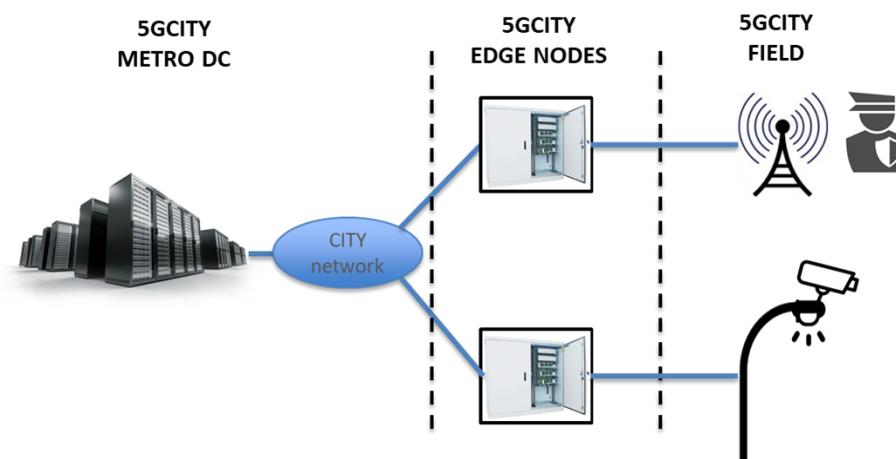 5GCITY
METRO DC
5GCITY
EDGE NODES
5GCITY
FIELD
CITY
network